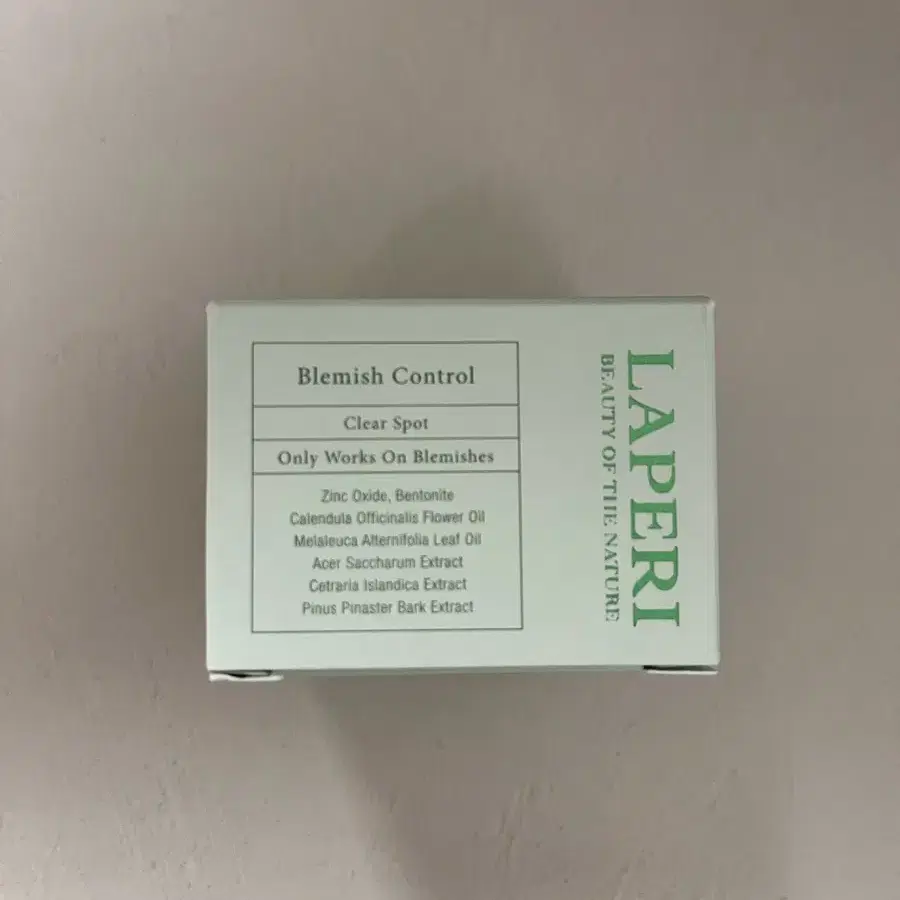 Blemish Control
Clear Spot
Only Works On Blemishes
Zinc Oxide, Bentonite
Calendula Officinalis Flower Oil
Melaleuca Alternifolia Leaf Oil
Acer Saccharum Extract
Cetraria Islandica Extract
Pinus Pinaster Bark Extract
LAPERI
BEAUTY OF THE NATURE